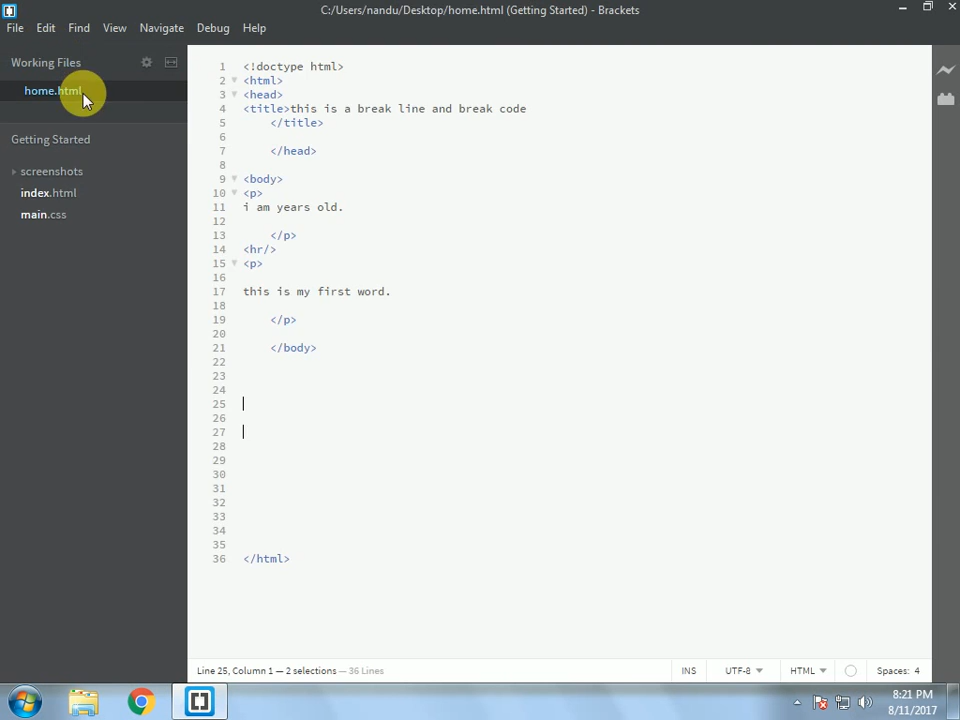 C:/Users/nandu/Desktop/home.html (Getting Started) - Brackets
File Edit Find View Navigate Debug Help
Working Files
home.html
Getting Started
screenshots
index.html
main.css
1 <!doctype html>
2 <html>
3 <head>
4 <title>this is a break line and break code
5 </title>
6
7 </head>
8
9 <body>
10 <p>
11 i am years old.
12
13 </p>
14 <hr/>
15 <p>
16
17 this is my first word.
18
19 </p>
20
21 </body>
22
23
24
25
26
27
28
29
30
31
32
33
34
35
36 </html>
Line 25, Column 1 — 2 selections — 36 Lines
INS UTF-8 HTML Spaces: 4
8:21 PM
8/11/2017